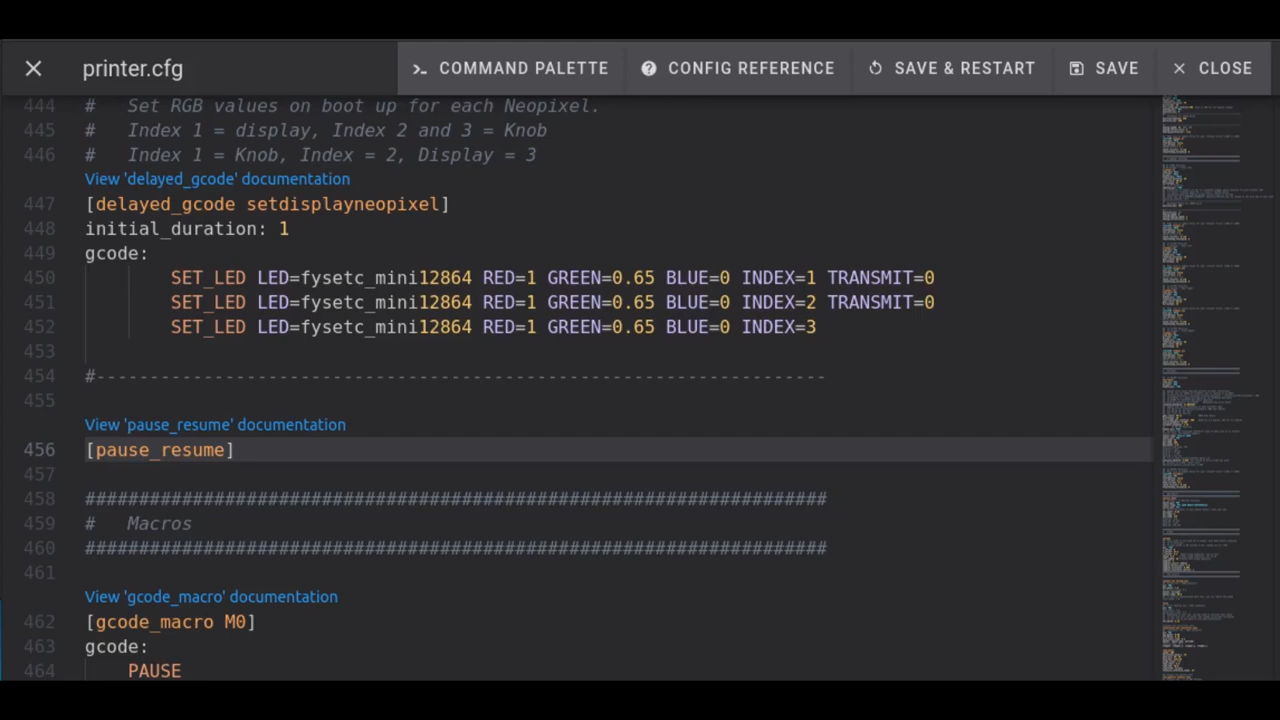 printer.cfg COMMAND PALETTE CONFIG REFERENCE SAVE & RESTART SAVE CLOSE
444 # Set RGB values on boot up for each Neopixel.
445 # Index 1 = display, Index 2 and 3 = Knob
446 # Index 1 = Knob, Index = 2, Display = 3
View 'delayed_gcode' documentation
447 [delayed_gcode setdisplayneopixel]
448 initial_duration: 1
449 gcode:
450 SET_LED LED=fysetc_mini12864 RED=1 GREEN=0.65 BLUE=0 INDEX=1 TRANSMIT=0
451 SET_LED LED=fysetc_mini12864 RED=1 GREEN=0.65 BLUE=0 INDEX=2 TRANSMIT=0
452 SET_LED LED=fysetc_mini12864 RED=1 GREEN=0.65 BLUE=0 INDEX=3
453
454 #--------------------------------------------------------------------
455
View 'pause_resume' documentation
456 [pause_resume]
457
458 #####################################################################
459 # Macros
460 #####################################################################
461
View 'gcode_macro' documentation
462 [gcode_macro M0]
463 gcode:
464 PAUSE